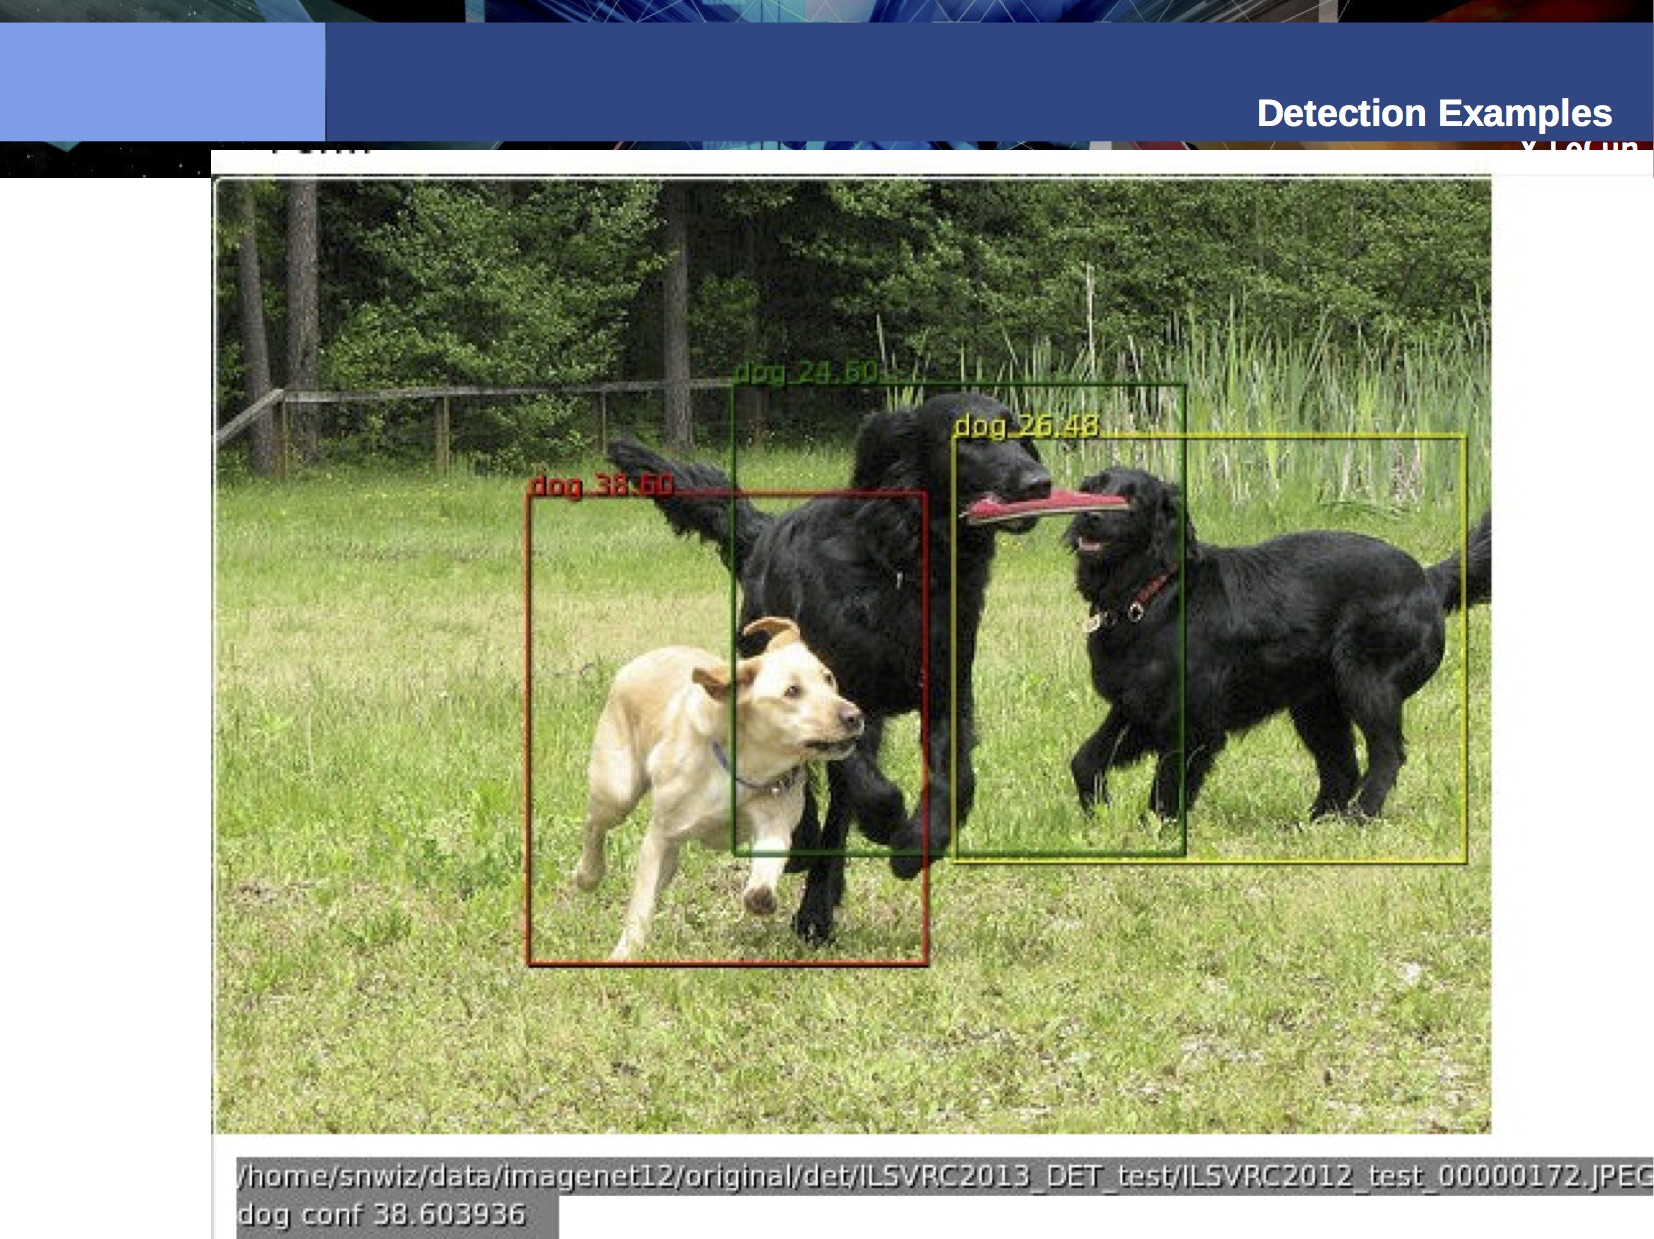 Detection Examples
Y LeCun
dog 24.60
dog 26.48
dog 38.60
/home/snwiz/data/imagenet12/original/det/ILSVRC2013_DET_test/ILSVRC2012_test_00000172.JPEG
dog conf 38.603936